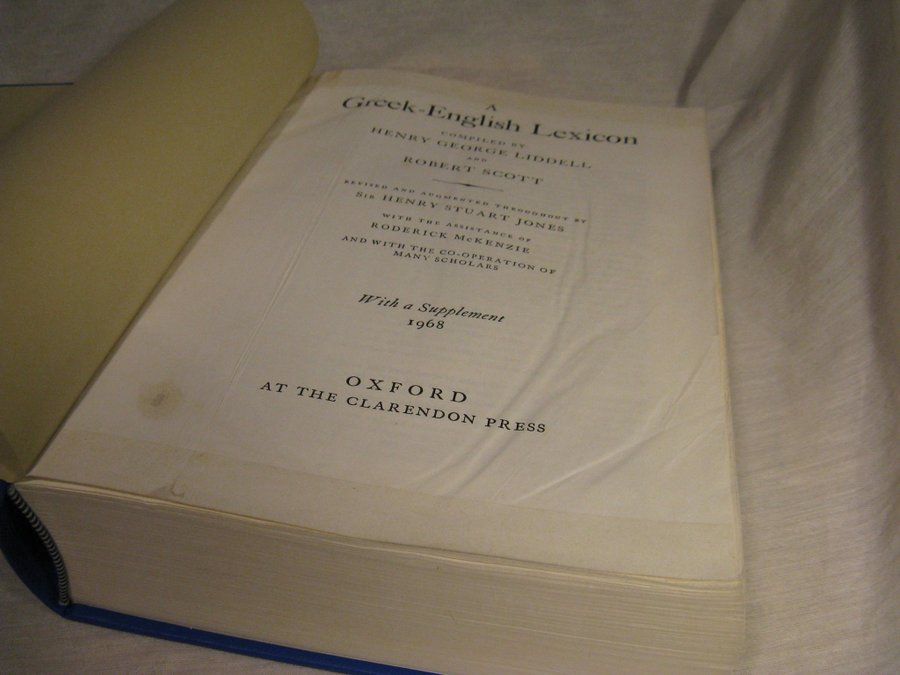 A
Greek-English Lexicon
COMPILED BY
HENRY GEORGE LIDDELL
AND
ROBERT SCOTT
REVISED AND AUGMENTED THROUGHOUT BY
SIR HENRY STUART JONES
WITH THE ASSISTANCE OF
RODERICK McKENZIE
AND WITH THE CO-OPERATION OF
MANY SCHOLARS
With a Supplement
1968
OXFORD
AT THE CLARENDON PRESS